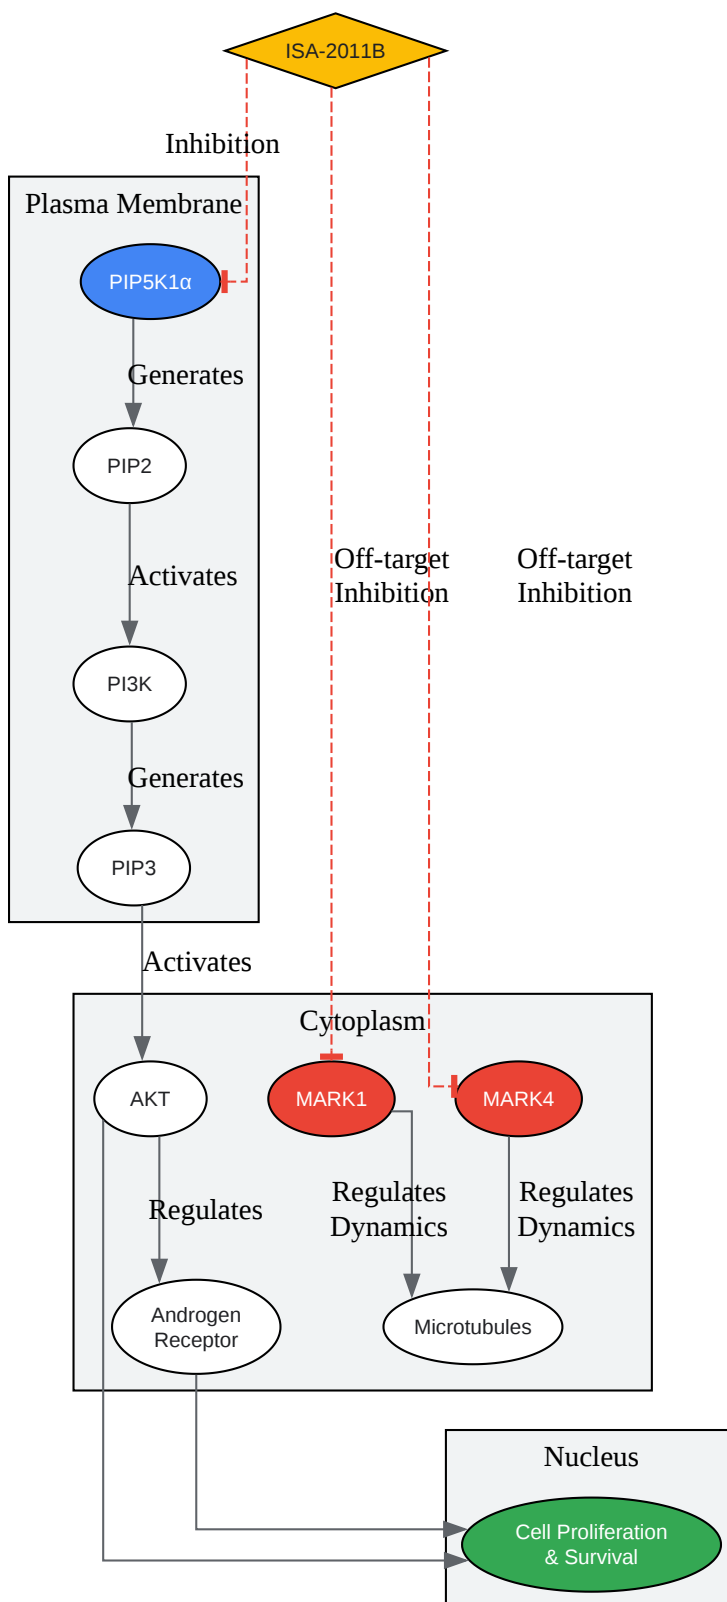 ISA-2011B
Inhibition
Plasma Membrane
PIP5K1α
Generates
PIP2
Activates
PI3K
Generates
PIP3
Activates
Off-target
Inhibition
Off-target
Inhibition
Cytoplasm
AKT
MARK1
MARK4
Regulates
Regulates
Dynamics
Regulates
Dynamics
Androgen
Receptor
Microtubules
Nucleus
Cell Proliferation
& Survival